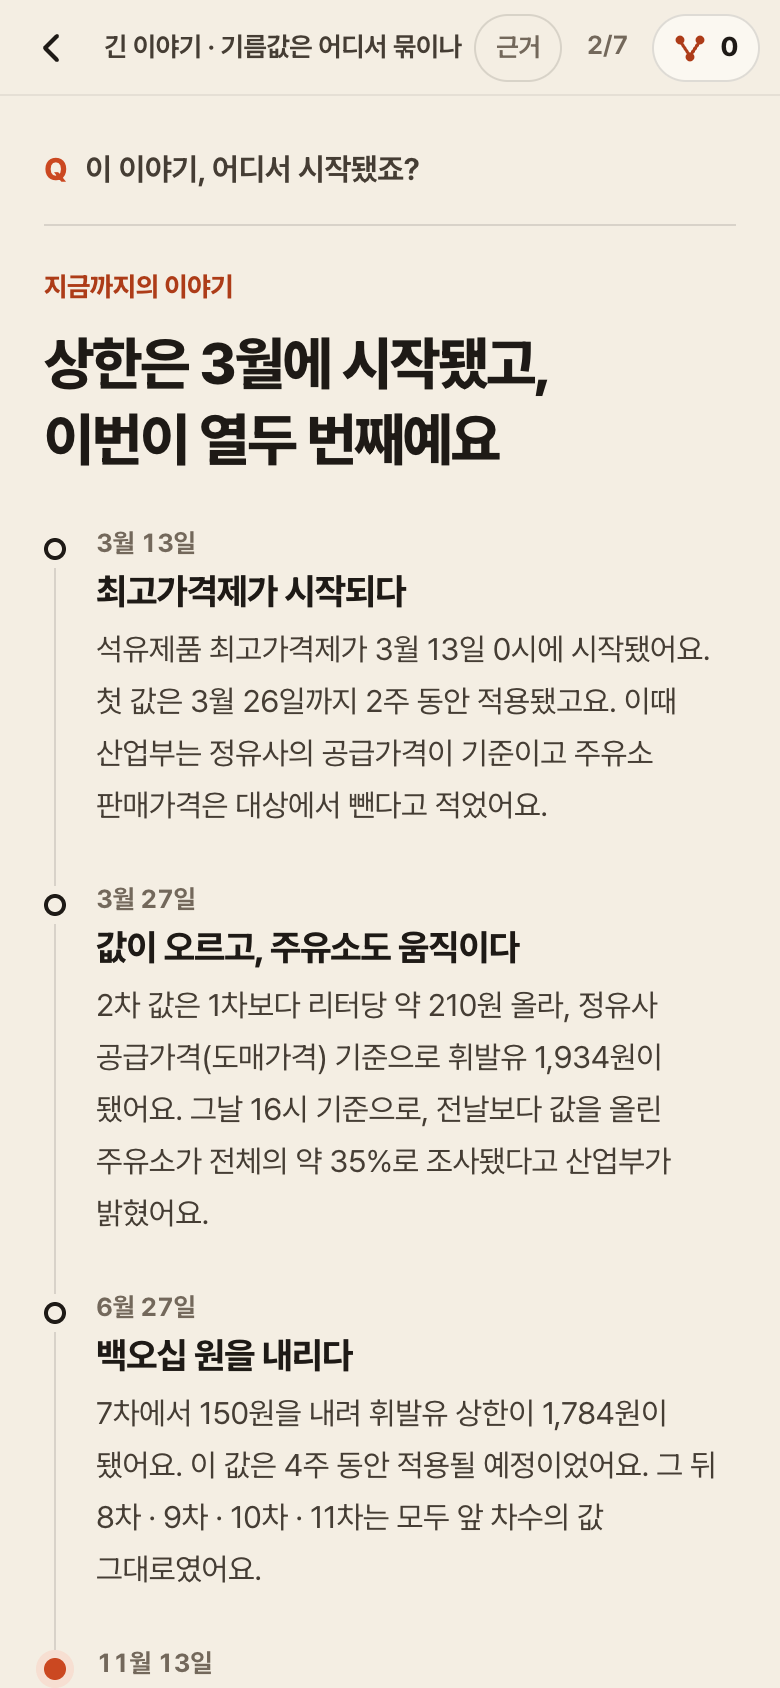 긴 이야기 · 기름값은 어디서 묶이나
근거
2/7
0
Q 이 이야기, 어디서 시작됐죠?
지금까지의 이야기
상한은 3월에 시작됐고,
이번이 열두 번째예요
3월 13일
최고가격제가 시작되다
석유제품 최고가격제가 3월 13일 0시에 시작됐어요.
첫 값은 3월 26일까지 2주 동안 적용됐고요. 이때
산업부는 정유사의 공급가격이 기준이고 주유소
판매가격은 대상에서 뺀다고 적었어요.
3월 27일
값이 오르고, 주유소도 움직이다
2차 값은 1차보다 리터당 약 210원 올라, 정유사
공급가격(도매가격) 기준으로 휘발유 1,934원이
됐어요. 그날 16시 기준으로, 전날보다 값을 올린
주유소가 전체의 약 35%로 조사됐다고 산업부가
밝혔어요.
6월 27일
백오십 원을 내리다
7차에서 150원을 내려 휘발유 상한이 1,784원이
됐어요. 이 값은 4주 동안 적용될 예정이었어요. 그 뒤
8차 · 9차 · 10차 · 11차는 모두 앞 차수의 값
그대로였어요.
11월 13일